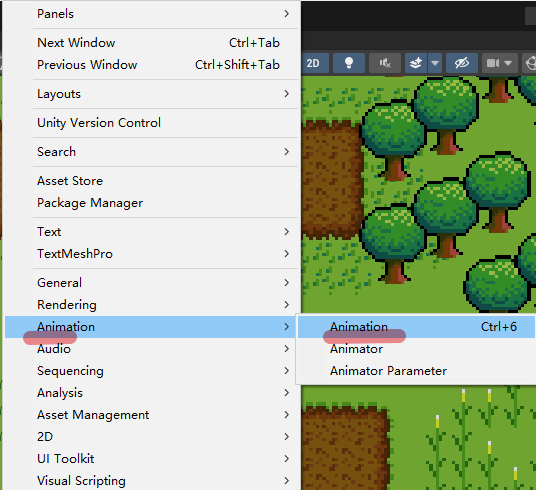 Panels
Next Window Ctrl+Tab
Previous Window Ctrl+Shift+Tab
2D
Layouts
Unity Version Control
Search
Asset Store
Package Manager
Text
TextMeshPro
General
Rendering
Animation
Animation Ctrl+6
Audio
Animator
Sequencing
Animator Parameter
Analysis
Asset Management
2D
UI Toolkit
Visual Scripting